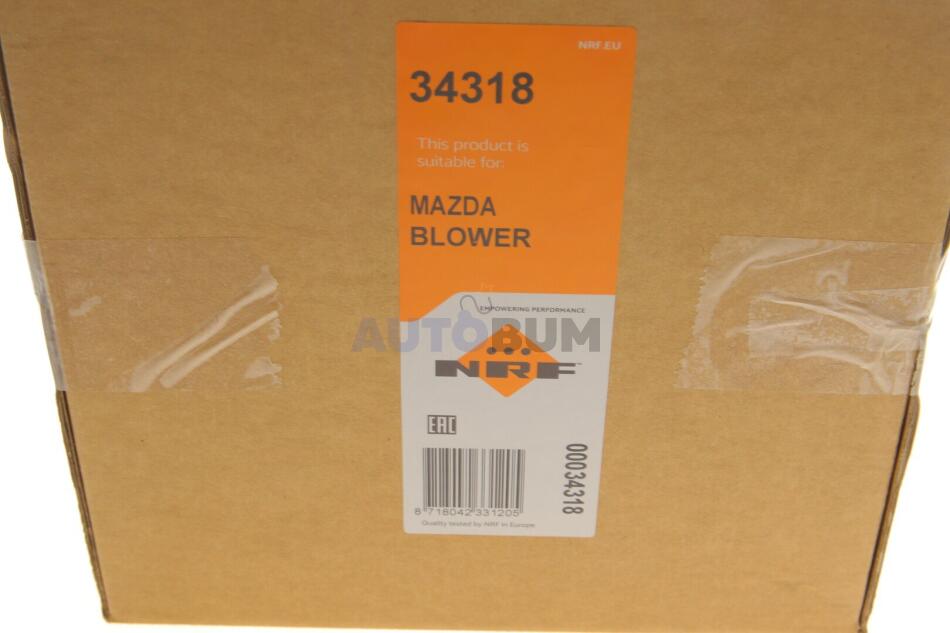 NRF.EU
34318
This product is
suitable for:
MAZDA
BLOWER
EMPOWERING PERFORMANCE
AUTOBUM
NRF™
EAC
00034318
8 718042 331205
Quality tested by NRF in Europe